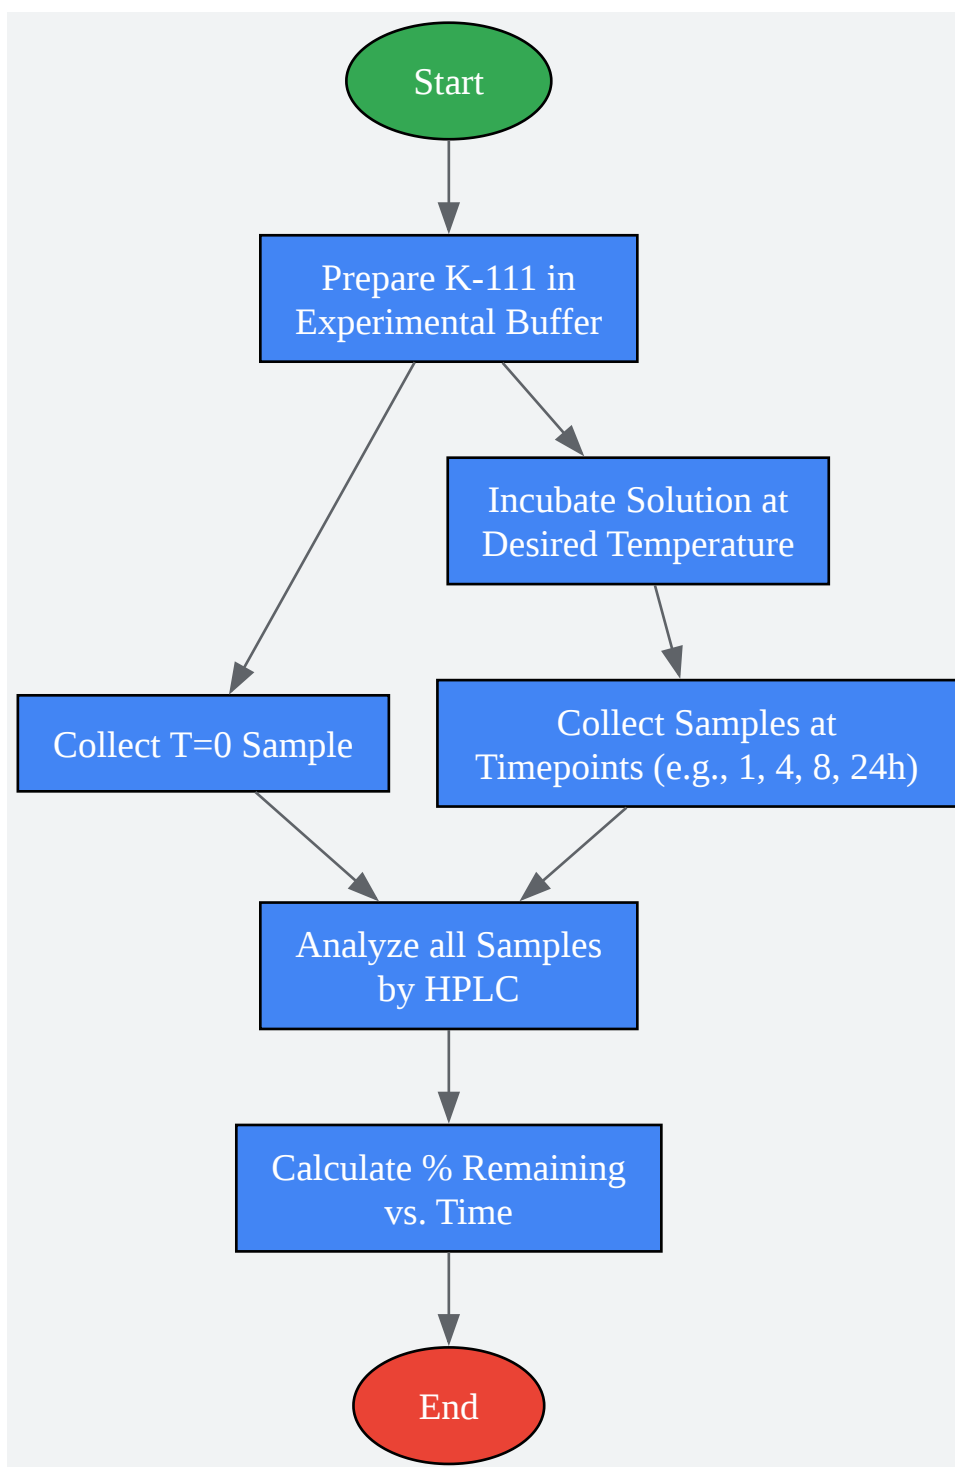 Start
Prepare K-111 in
Experimental Buffer
Incubate Solution at
Desired Temperature
Collect T=0 Sample
Collect Samples at
Timepoints (e.g., 1, 4, 8, 24h)
Analyze all Samples
by HPLC
Calculate % Remaining
vs. Time
End